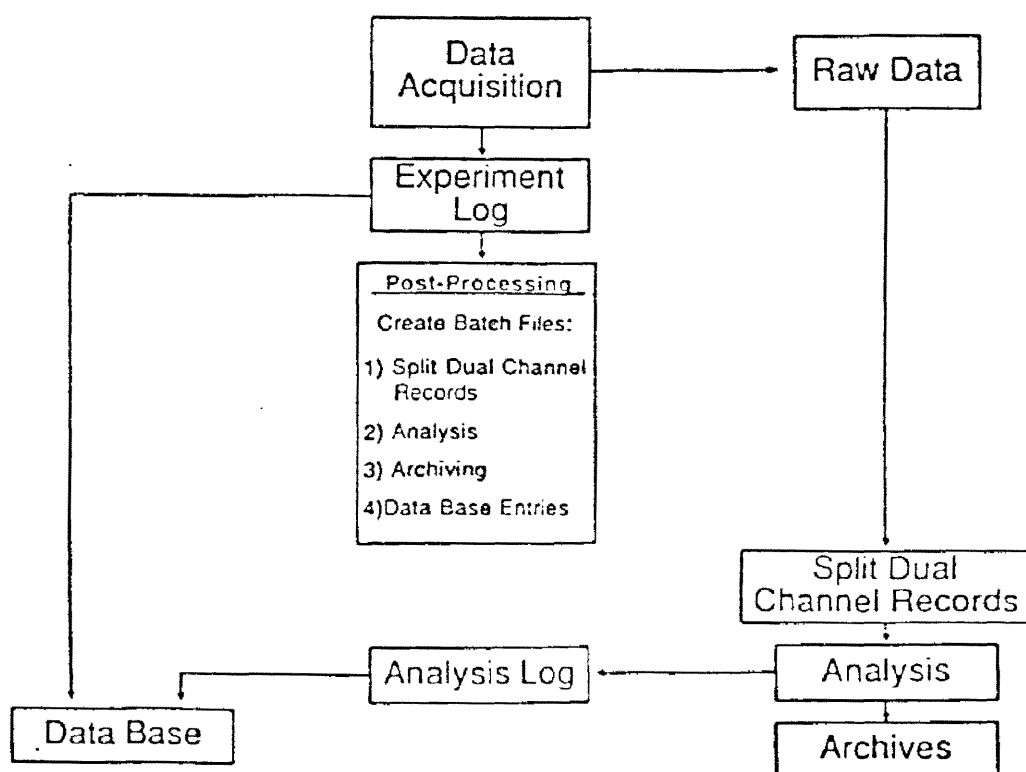 Data
Acquisition
Raw Data
Experiment
Log
Post-Processing
Create Batch Files:
1) Split Dual Channel
Records
2) Analysis
3) Archiving
4)Data Base Entries
Split Dual
Channel Records
Analysis Log
Analysis
Data Base
Archives